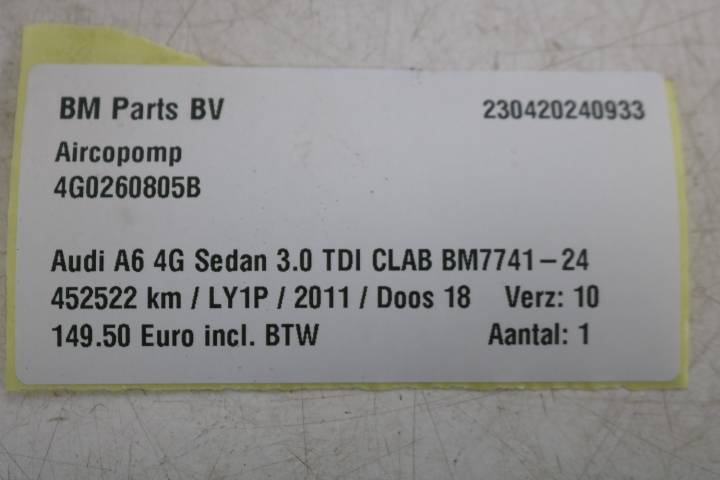 BM Parts BV 230420240933
Aircopomp
4G0260805B
Audi A6 4G Sedan 3.0 TDI CLAB BM7741-24
452522 km / LY1P / 2011 / Doos 18 Verz: 10
149.50 Euro incl. BTW Aantal: 1